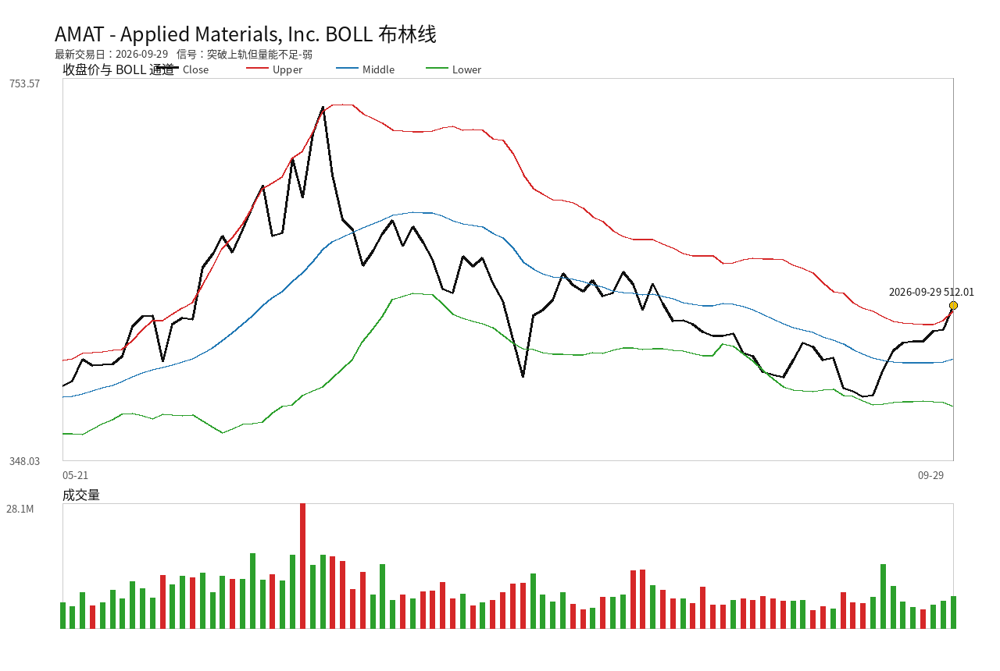 AMAT - Applied Materials, Inc. BOLL 布林线
最新交易日：2026-09-29 信号：突破上轨但量能不足-弱
收盘价与 BOLL 通道 Close Upper Middle Lower
753.57
2026-09-29 512.01
348.03
05-21 09-29
成交量
28.1M